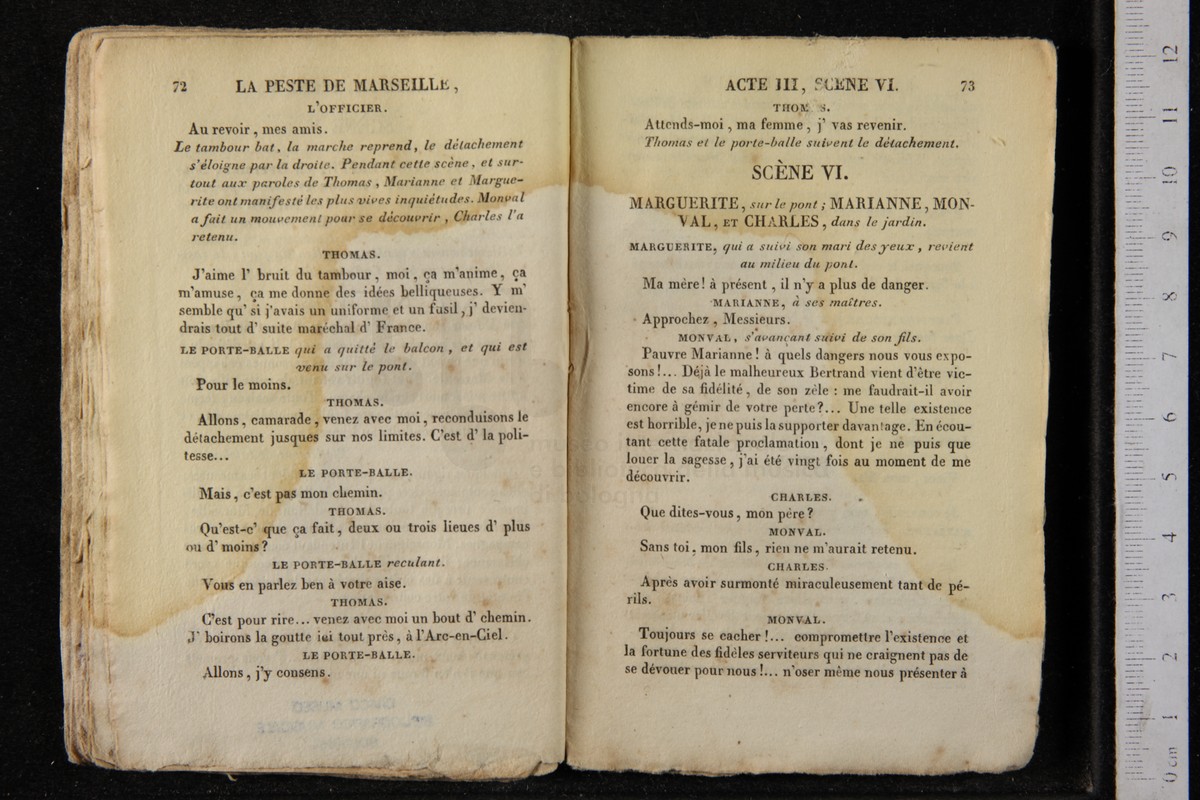 72 LA PESTE DE MARSEILLE,
L'OFFICIER.
Au revoir, mes amis.
Le tambour bat, la marche reprend, le détachement
s'éloigne par la droite. Pendant cette scène, et sur-
tout aux paroles de Thomas, Marianne et Margue-
rite ont manifesté les plus vives inquiétudes. Monval
a fait un mouvement pour se découvrir, Charles l'a
retenu.
THOMAS.
J'aime l' bruit du tambour, moi, ça m'anime, ça
m'amuse, ça me donne des idées belliqueuses. Y m'
semble qu' si j'avais un uniforme et un fusil, j' devien-
drais tout d' suite maréchal d' France.
LE PORTE-BALLE qui a quitté le balcon, et qui est
venu sur le pont.
Pour le moins.
THOMAS.
Allons, camarade, venez avec moi, reconduisons le
détachement jusques sur nos limites. C'est d' la poli-
tesse...
LE PORTE-BALLE.
Mais, c'est pas mon chemin.
THOMAS.
Qu'est-c' que ça fait, deux ou trois lieues d' plus
ou d' moins?
LE PORTE-BALLE reculant.
Vous en parlez ben à votre aise.
THOMAS.
C'est pour rire... venez avec moi un bout d' chemin.
J' boirons la goutte ici tout près, à l'Arc-en-Ciel.
LE PORTE-BALLE.
Allons, j'y consens.
ACTE III, SCÈNE VI. 73
THOM S.
Attends-moi, ma femme, j' vas revenir.
Thomas et le porte-balle suivent le détachement.
SCÈNE VI.
MARGUERITE, sur le pont; MARIANNE, MON-
VAL, ET CHARLES, dans le jardin.
MARGUERITE, qui a suivi son mari des yeux, revient
au milieu du pont.
Ma mère! à présent, il n'y a plus de danger.
MARIANNE, à ses maîtres.
Approchez, Messieurs.
MONVAL, s'avançant suivi de son fils.
Pauvre Marianne! à quels dangers nous vous expo-
sons!... Déjà le malheureux Bertrand vient d'être vic-
time de sa fidélité, de son zèle : me faudrait-il avoir
encore à gémir de votre perte?... Une telle existence
est horrible, je ne puis la supporter davantage. En écou-
tant cette fatale proclamation, dont je ne puis que
louer la sagesse, j'ai été vingt fois au moment de me
découvrir.
CHARLES.
Que dites-vous, mon père?
MONVAL.
Sans toi, mon fils, rien ne m'aurait retenu.
CHARLES.
Après avoir surmonté miraculeusement tant de pé-
rils.
MONVAL.
Toujours se cacher!... compromettre l'existence et
la fortune des fidèles serviteurs qui ne craignent pas de
se dévouer pour nous!... n'oser même nous présenter à
0 cm 1 2 3 4 5 6 7 8 9 10 11 12